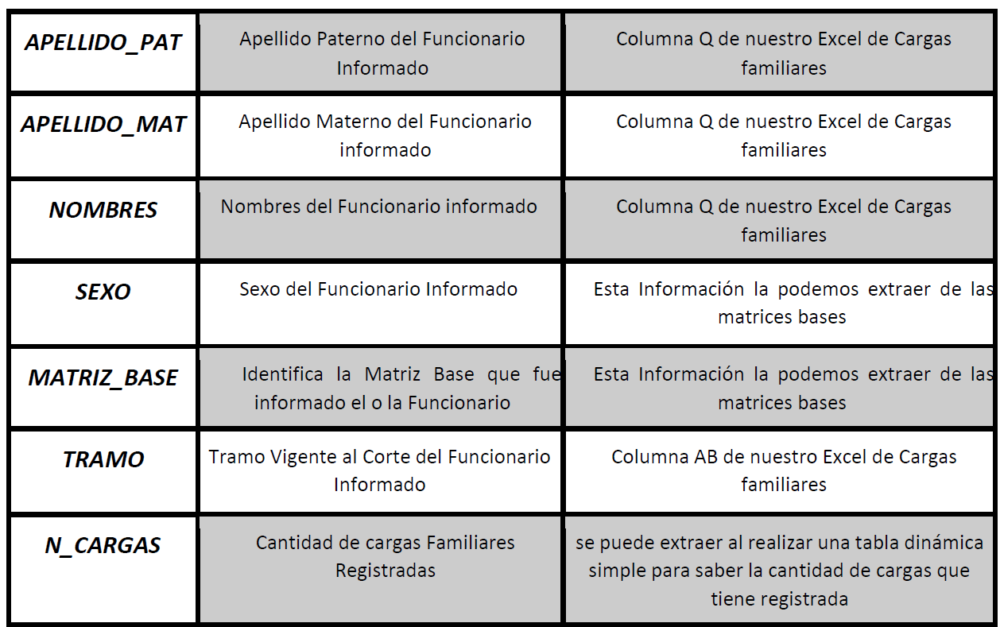 APELLIDO_PAT
Apellido Paterno del Funcionario
Informado
Columna Q de nuestro Excel de Cargas
familiares
APELLIDO_MAT
Apellido Materno del Funcionario
informado
Columna Q de nuestro Excel de Cargas
familiares
NOMBRES
Nombres del Funcionario informado
Columna Q de nuestro Excel de Cargas
familiares
SEXO
Sexo del Funcionario Informado
Esta Información la podemos extraer de las
matrices bases
MATRIZ_BASE
Identifica la Matriz Base que fue
informado el o la Funcionario
Esta Información la podemos extraer de las
matrices bases
TRAMO
Tramo Vigente al Corte del Funcionario
Informado
Columna AB de nuestro Excel de Cargas
familiares
N_CARGAS
Cantidad de cargas Familiares
Registradas
se puede extraer al realizar una tabla dinámica
simple para saber la cantidad de cargas que
tiene registrada